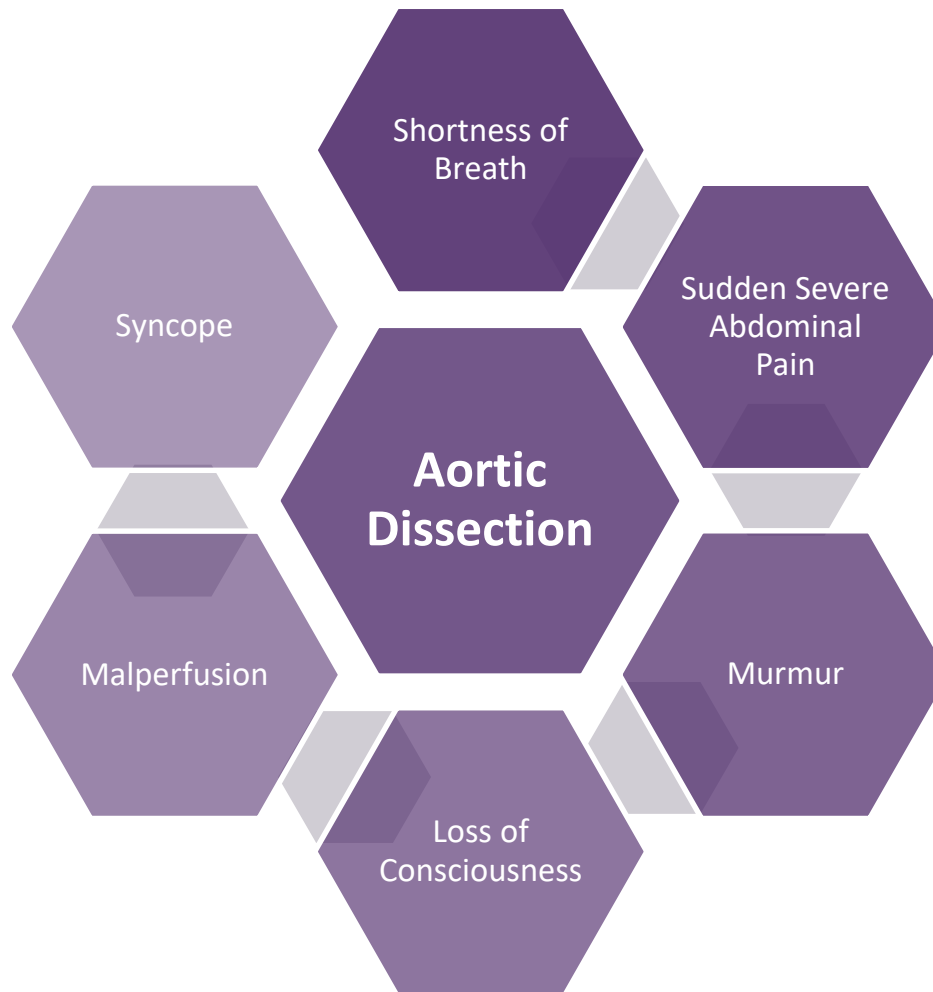 Shortness of
Breath
Sudden Severe
Abdominal
Pain
Syncope
Aortic
Dissection
Murmur
Malperfusion
Loss of
Consciousness